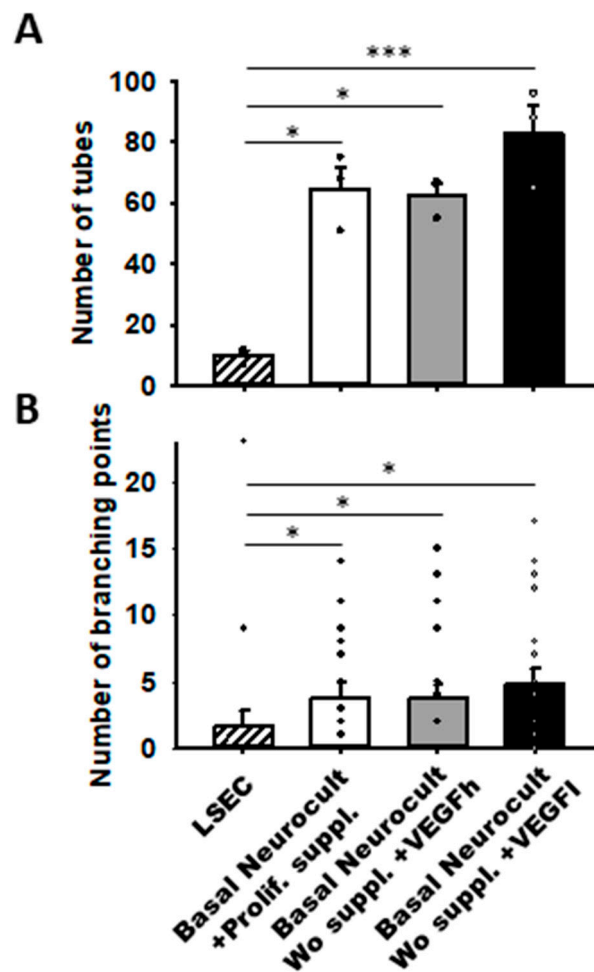 A
***
*
*
100
80
60
40
20
0
Number of tubes
B
*
*
*
20
15
10
5
0
Number of branching points
LSEC
Basal Neurocult
+Prolif. suppl.
Basal Neurocult
Wo suppl. +VEGFh
Basal Neurocult
Wo suppl. +VEGFl